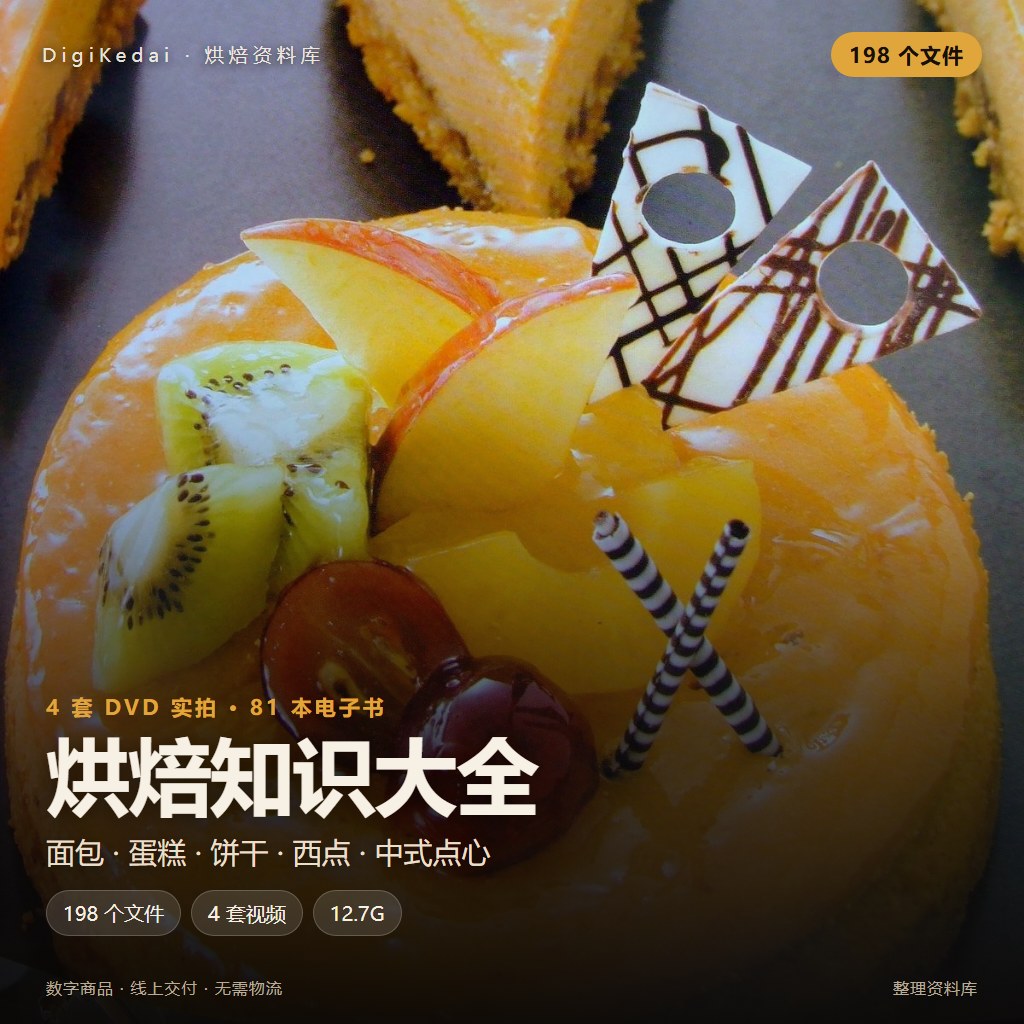 DigiKedai · 烘焙资料库
198 个文件
4 套 DVD 实拍 · 81 本电子书
烘焙知识大全
面包 · 蛋糕 · 饼干 · 西点 · 中式点心
198 个文件
4 套视频
12.7G
数字商品 · 线上交付 · 无需物流
整理资料库